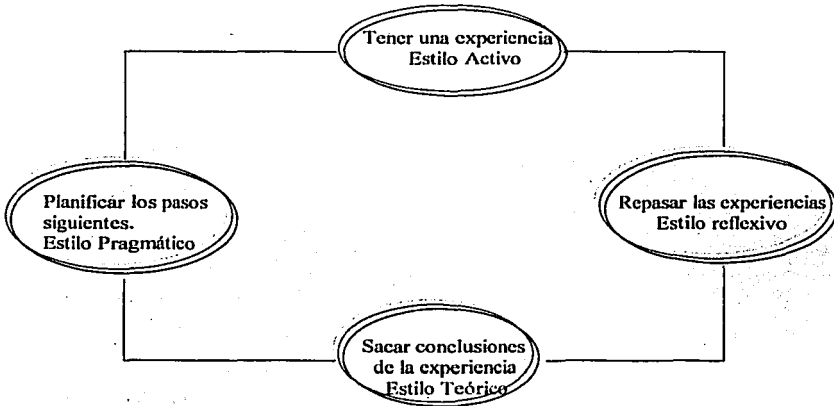 Tener una experiencia
Estilo Activo
Planificar los pasos
siguientes.
Estilo Pragmático
Repasar las experiencias
Estilo reflexivo
Sacar conclusiones
de la experiencia
Estilo Teórico